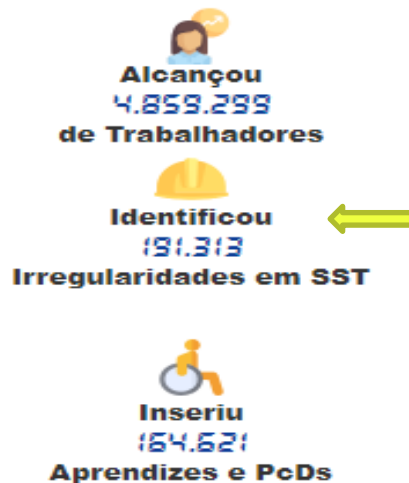 Alcançou
4.859.299
de Trabalhadores
Identificou
191.313
Irregularidades em SST
Inseriu
164.621
Aprendizes e PcDs